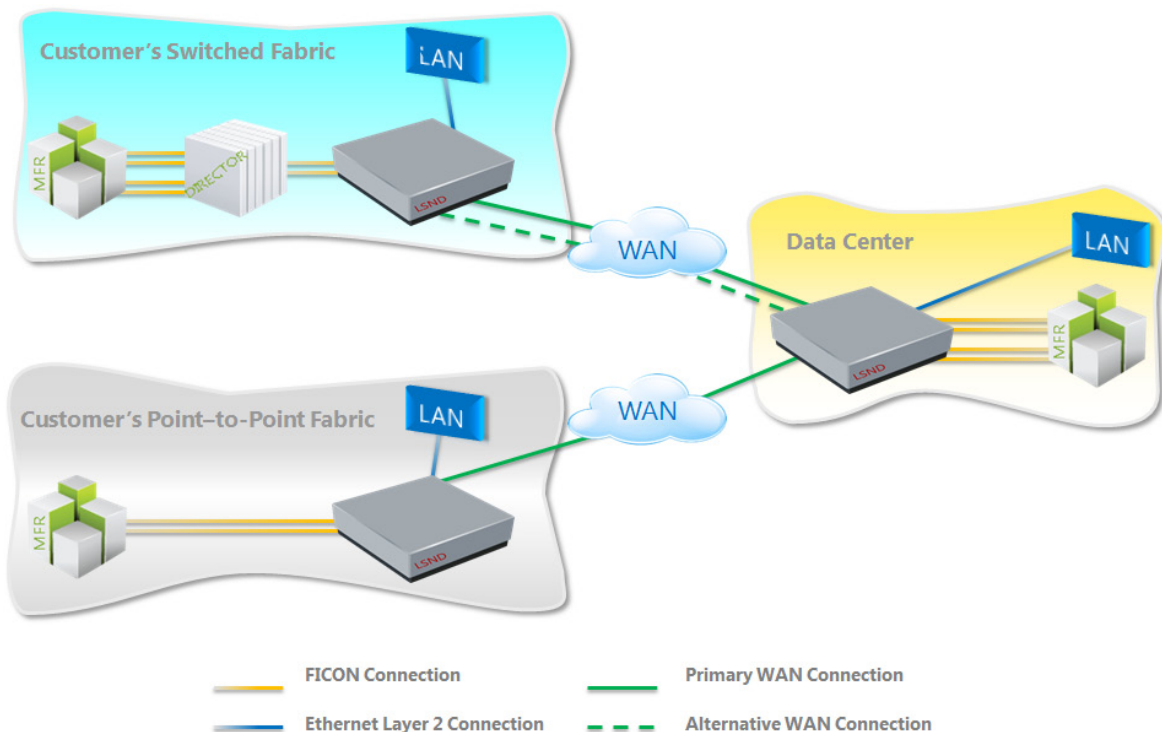 Customer's Switched Fabric
LAN
MFR
DIRECTOR
LSND
WAN
Data Center
LAN
LSND
MFR
Customer's Point–to-Point Fabric
LAN
WAN
MFR
LSND
FICON Connection
Primary WAN Connection
Ethernet Layer 2 Connection
Alternative WAN Connection